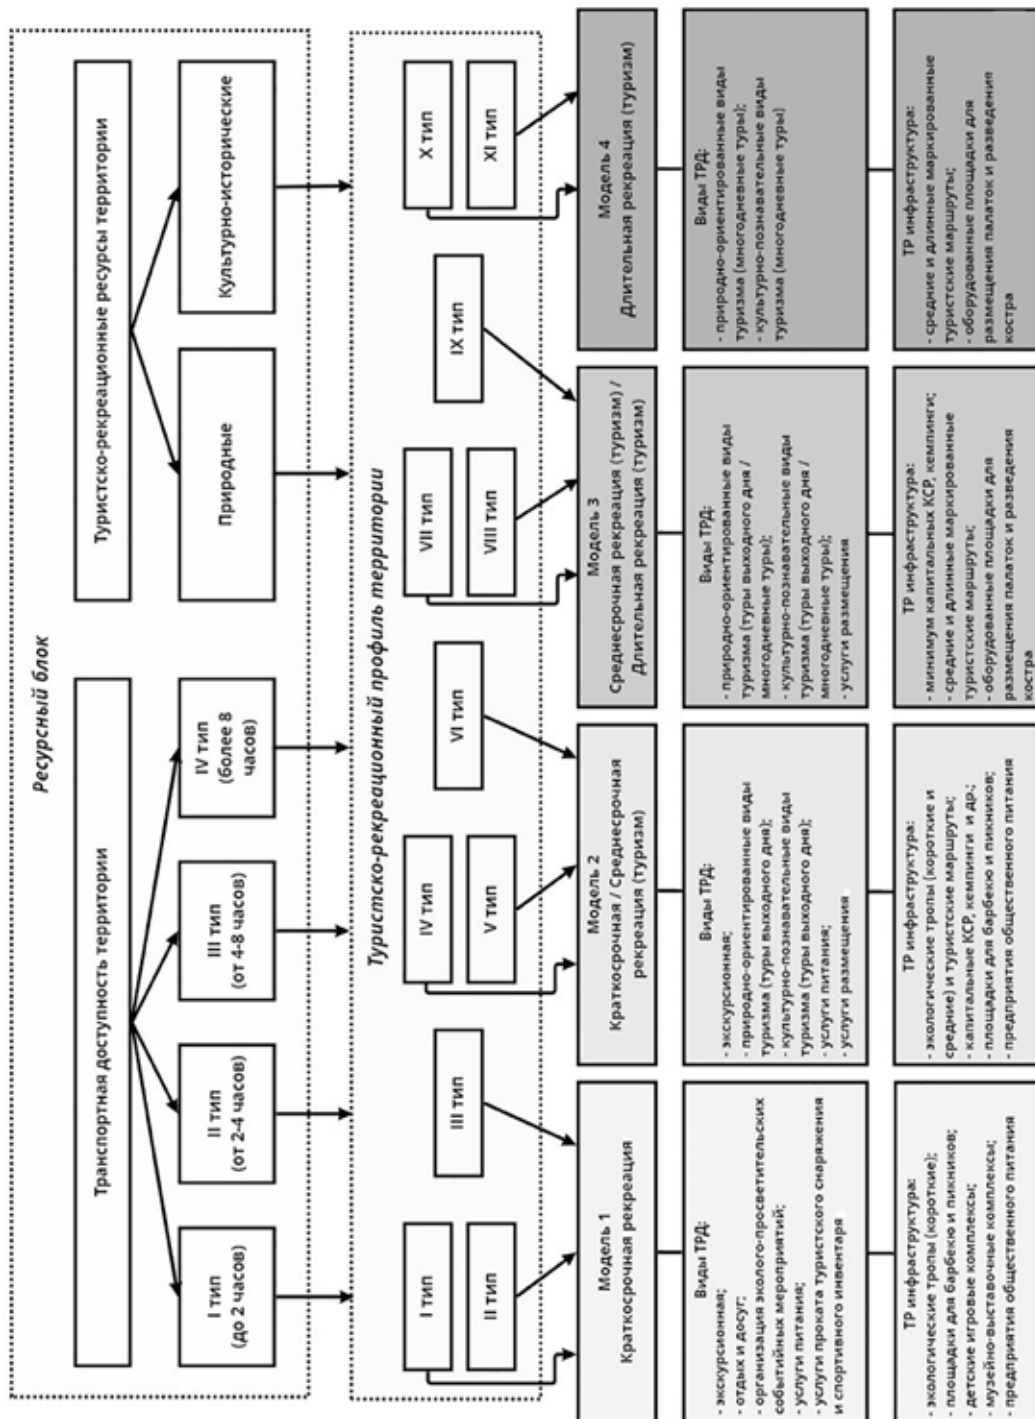 Ресурсный блок
Транспортная доступность территории
Туристско-рекреационные ресурсы территории
I тип
(до 2 часов)
II тип
(от 2-4 часов)
III тип
(от 4-8 часов)
IV тип
(более 8
часов)
Природные
Культурно-исторические
Туристско-рекреационный профиль территории
I тип
II тип
III тип
IV тип
V тип
VI тип
VII тип
VIII тип
IX тип
X тип
XI тип
Модель 1
Краткосрочная рекреация
Модель 2
Краткосрочная / Среднесрочная
рекреация (туризм)
Модель 3
Среднесрочная рекреация (туризм) /
Длительная рекреация (туризм)
Модель 4
Длительная рекреация (туризм)
Виды ТРД:
- экскурсионная;
- отдых и досуг;
- организация эколого-просветительских
событийных мероприятий;
- услуги питания;
- услуги проката туристского снаряжения
и спортивного инвентаря
Виды ТРД:
- экскурсионная;
- природно-ориентированные виды
туризма (туры выходного дня);
- культурно-познавательные виды
туризма (туры выходного дня);
- услуги питания;
- услуги размещения
Виды ТРД:
- природно-ориентированные виды
туризма (туры выходного дня /
многодневные туры);
- культурно-познавательные виды
туризма (туры выходного дня /
многодневные туры);
- услуги размещения
Виды ТРД:
- природно-ориентированные виды
туризма (многодневные туры);
- культурно-познавательные виды
туризма (многодневные туры)
ТР инфраструктура:
- экологические тропы (короткие);
- площадки для барбекю и пикников;
- детские игровые комплексы;
- музейно-выставочные комплексы;
- предприятия общественного питания
ТР инфраструктура:
- экологические тропы (короткие и
средние) и туристские маршруты;
- капитальные КСР, кемпинги и др.;
- площадки для барбекю и пикников;
- предприятия общественного питания
ТР инфраструктура:
- минимум капитальных КСР, кемпинги;
- средние и длинные маркированные
туристские маршруты;
- оборудованные площадки для
размещения палаток и разведения
костра
ТР инфраструктура:
- средние и длинные маркированные
туристские маршруты;
- оборудованные площадки для
размещения палаток и разведения
костра